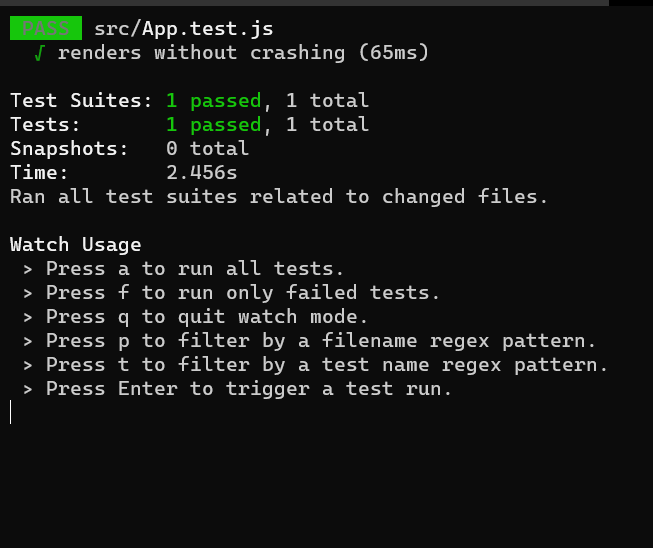 PASS src/App.test.js
√ renders without crashing (65ms)
Test Suites: 1 passed, 1 total
Tests: 1 passed, 1 total
Snapshots: 0 total
Time: 2.456s
Ran all test suites related to changed files.
Watch Usage
> Press a to run all tests.
> Press f to run only failed tests.
> Press q to quit watch mode.
> Press p to filter by a filename regex pattern.
> Press t to filter by a test name regex pattern.
> Press Enter to trigger a test run.